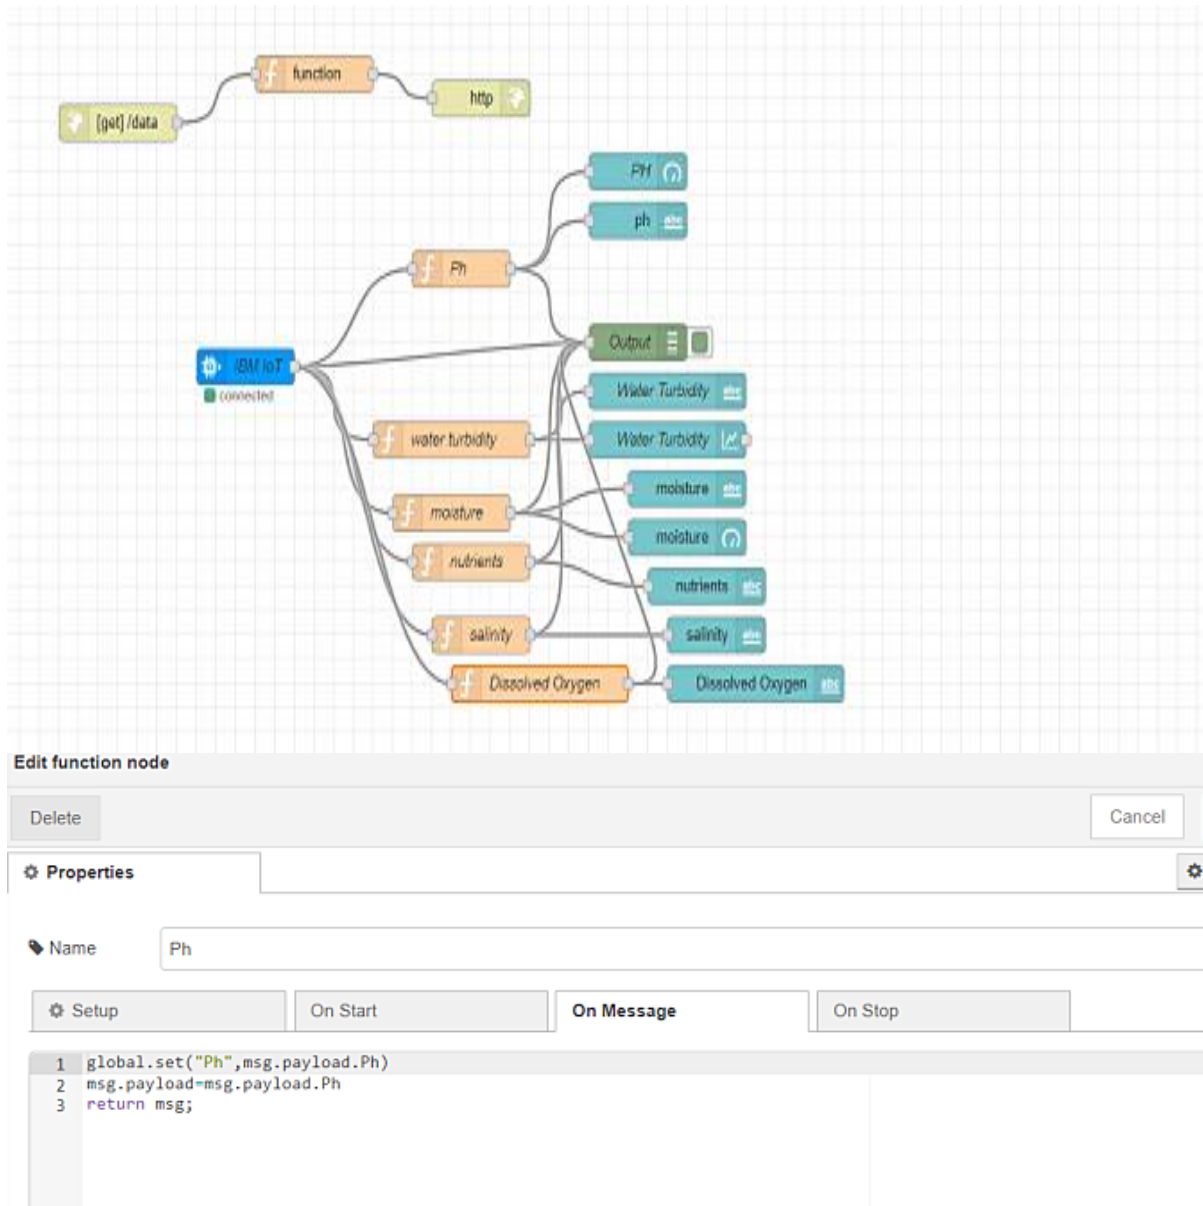 function
http
[get] /data
PH
ph
Ph
Output
IBM IoT
connected
Water Turbidity
water turbidity
Water Turbidity
moisture
moisture
moisture
nutrients
nutrients
salinity
salinity
Dissolved Oxygen
Dissolved Oxygen
Edit function node
Delete
Cancel
Properties
Name
Ph
Setup
On Start
On Message
On Stop
1 global.set("Ph",msg.payload.Ph)
2 msg.payload=msg.payload.Ph
3 return msg;